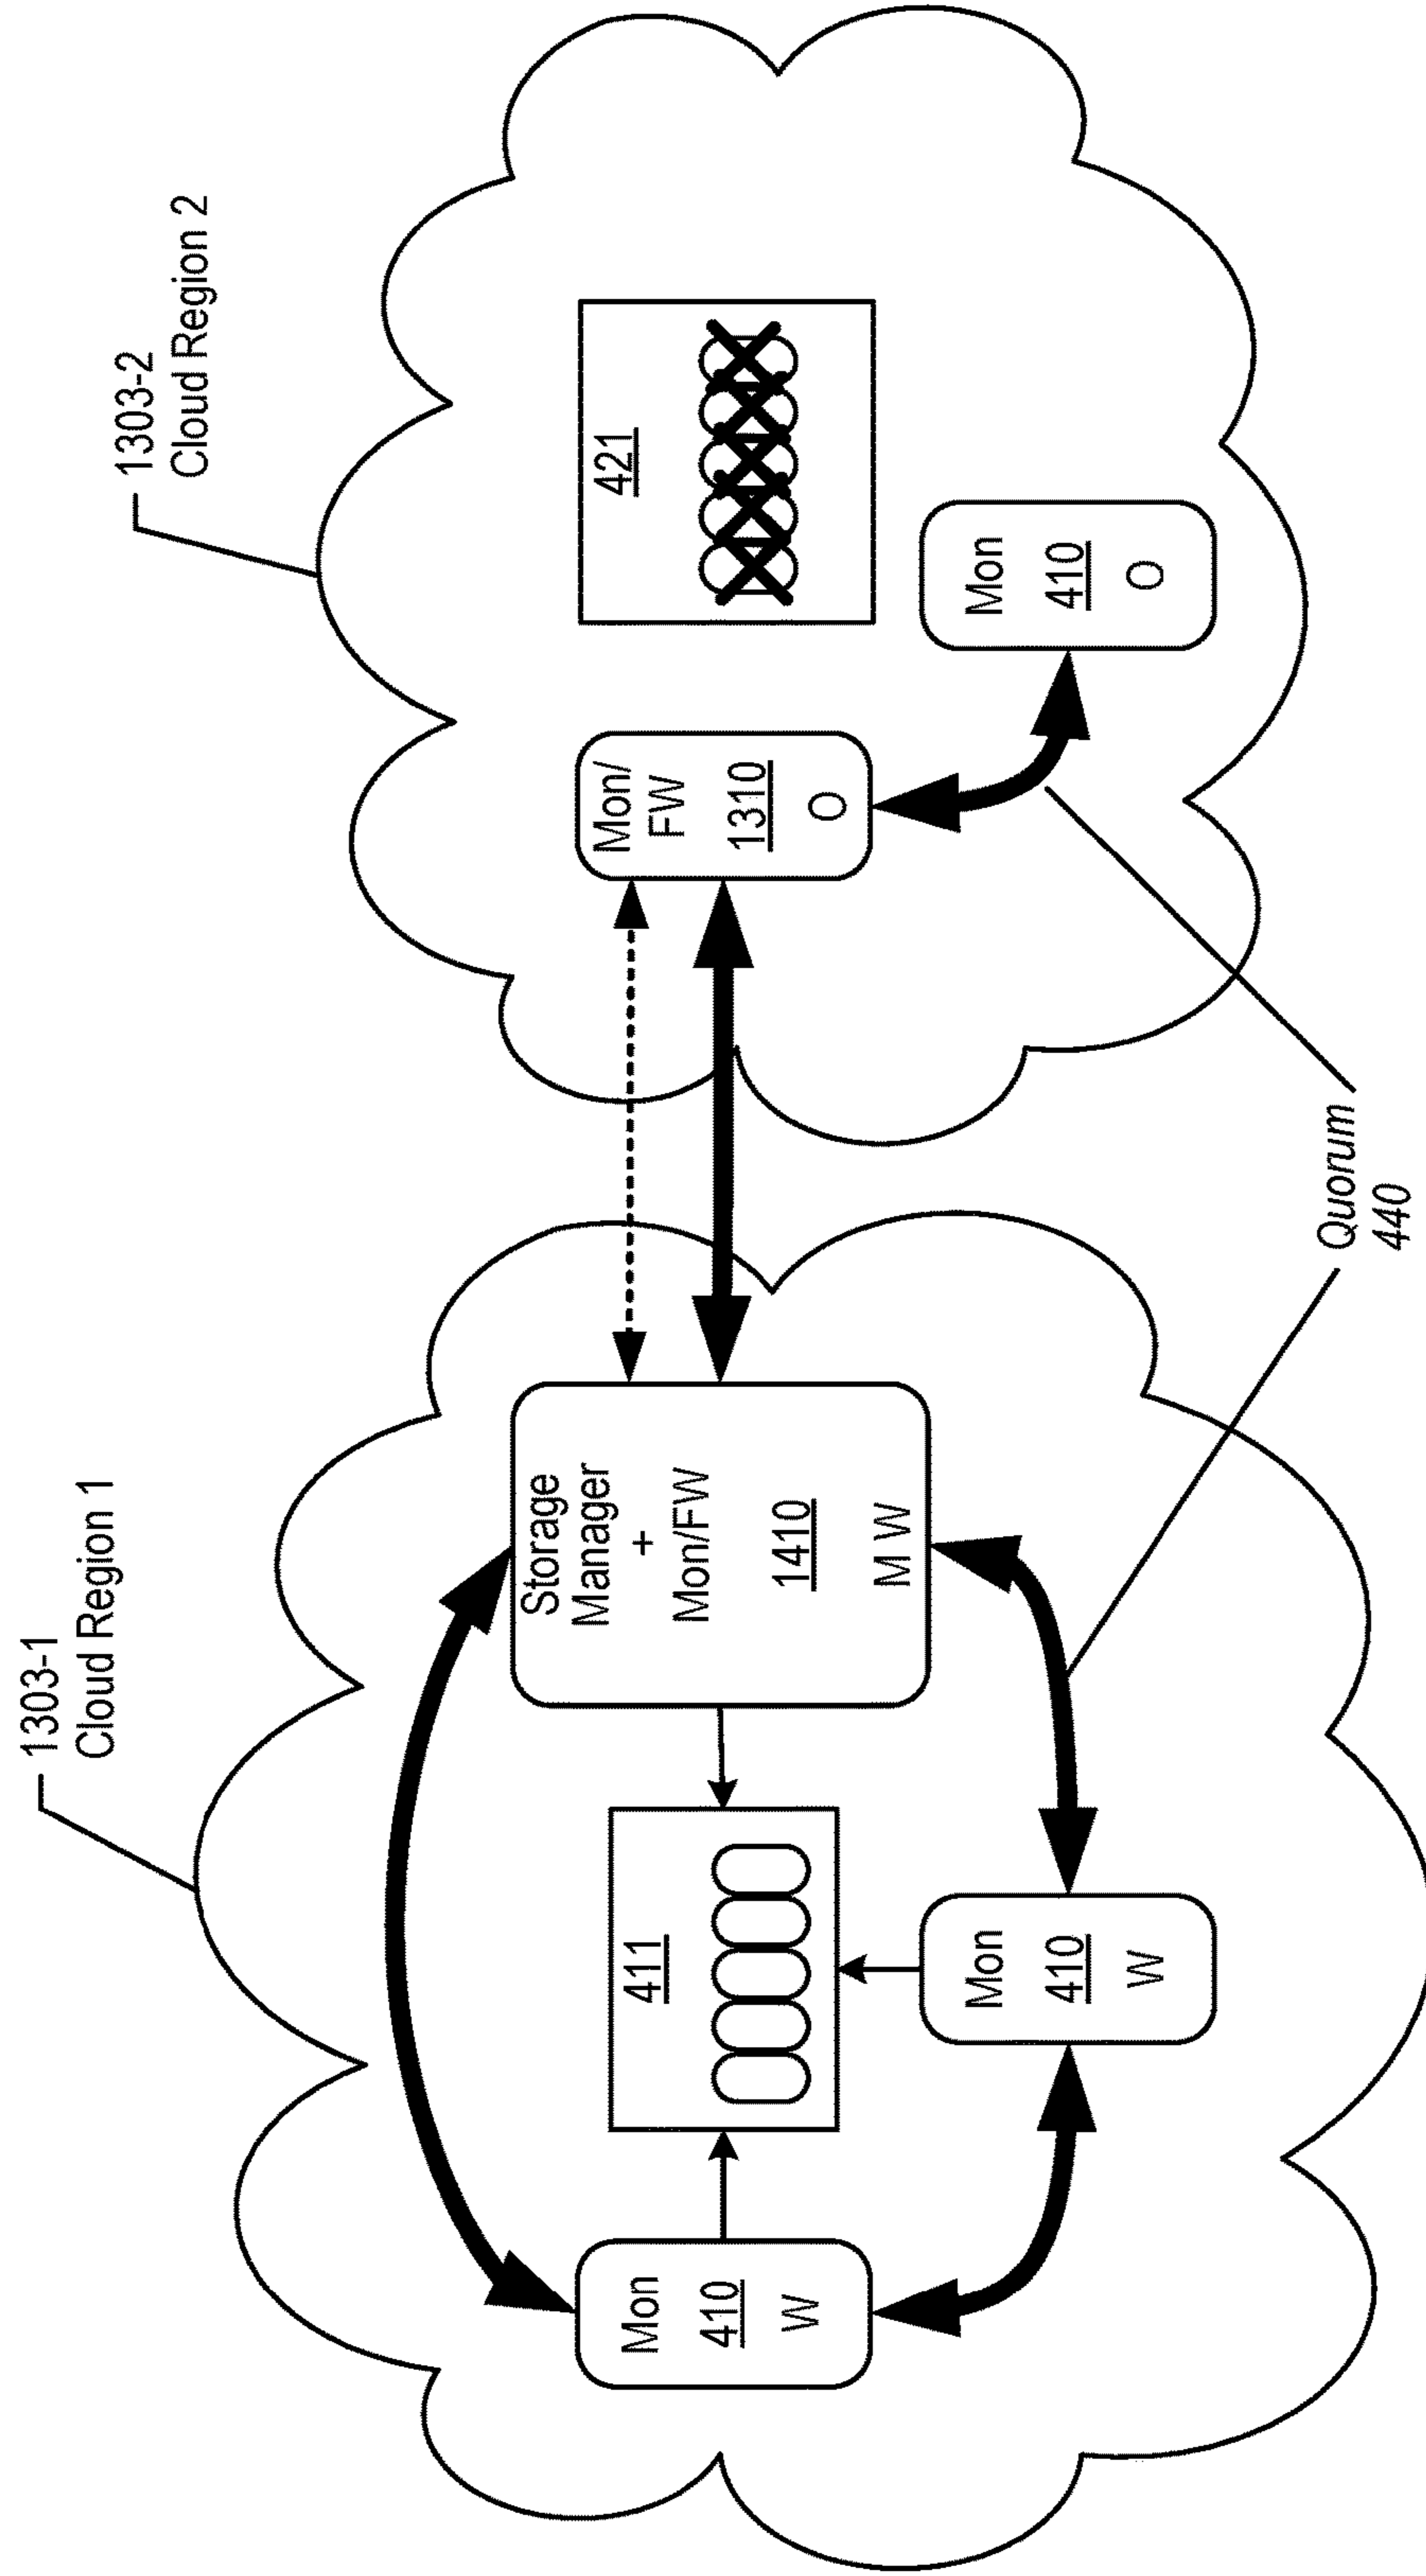 1303-1
Cloud Region 1
1303-2
Cloud Region 2
Mon
410
W
411
Mon
410
W
Storage
Manager
+
Mon/FW
1410
M W
Mon/
FW
1310
O
421
Mon
410
O
Quorum
440